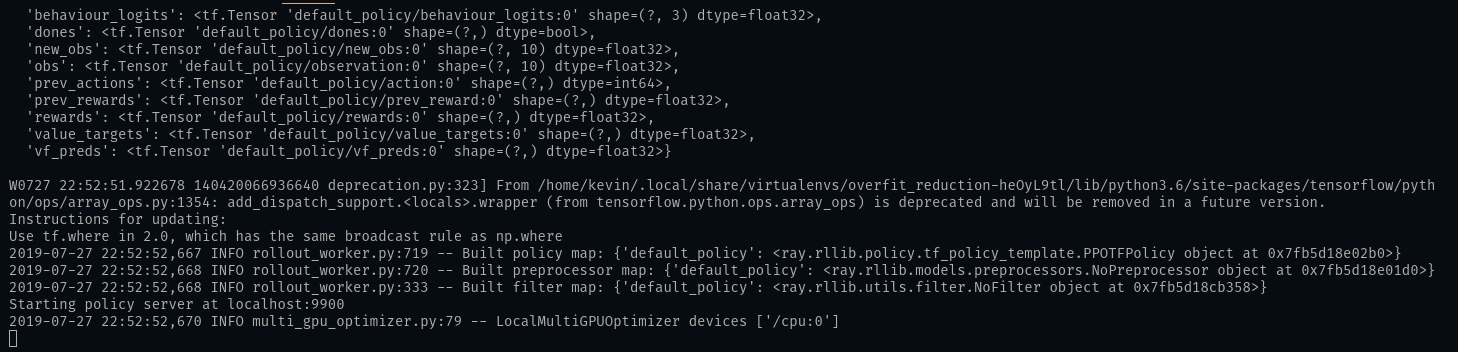 'behaviour_logits': <tf.Tensor 'default_policy/behaviour_logits:0' shape=(?, 3) dtype=float32>,
'dones': <tf.Tensor 'default_policy/dones:0' shape=(?,) dtype=bool>,
'new_obs': <tf.Tensor 'default_policy/new_obs:0' shape=(?, 10) dtype=float32>,
'obs': <tf.Tensor 'default_policy/observation:0' shape=(?, 10) dtype=float32>,
'prev_actions': <tf.Tensor 'default_policy/action:0' shape=(?,) dtype=int64>,
'prev_rewards': <tf.Tensor 'default_policy/prev_reward:0' shape=(?,) dtype=float32>,
'rewards': <tf.Tensor 'default_policy/rewards:0' shape=(?,) dtype=float32>,
'value_targets': <tf.Tensor 'default_policy/value_targets:0' shape=(?,) dtype=float32>,
'vf_preds': <tf.Tensor 'default_policy/vf_preds:0' shape=(?,) dtype=float32>}
W0727 22:52:51.922678 140420066936640 deprecation.py:323] From /home/kevin/.local/share/virtualenvs/overfit_reduction-heOyL9tl/lib/python3.6/site-packages/tensorflow/pyth
on/ops/array_ops.py:1354: add_dispatch_support.<locals>.wrapper (from tensorflow.python.ops.array_ops) is deprecated and will be removed in a future version.
Instructions for updating:
Use tf.where in 2.0, which has the same broadcast rule as np.where
2019-07-27 22:52:52,667 INFO rollout_worker.py:719 -- Built policy map: {'default_policy': <ray.rllib.policy.tf_policy_template.PPOTFPolicy object at 0x7fb5d18e02b0>}
2019-07-27 22:52:52,668 INFO rollout_worker.py:720 -- Built preprocessor map: {'default_policy': <ray.rllib.models.preprocessors.NoPreprocessor object at 0x7fb5d18e01d0>}
2019-07-27 22:52:52,668 INFO rollout_worker.py:333 -- Built filter map: {'default_policy': <ray.rllib.utils.filter.NoFilter object at 0x7fb5d18cb358>}
Starting policy server at localhost:9900
2019-07-27 22:52:52,670 INFO multi_gpu_optimizer.py:79 -- LocalMultiGPUOptimizer devices ['/cpu:0']